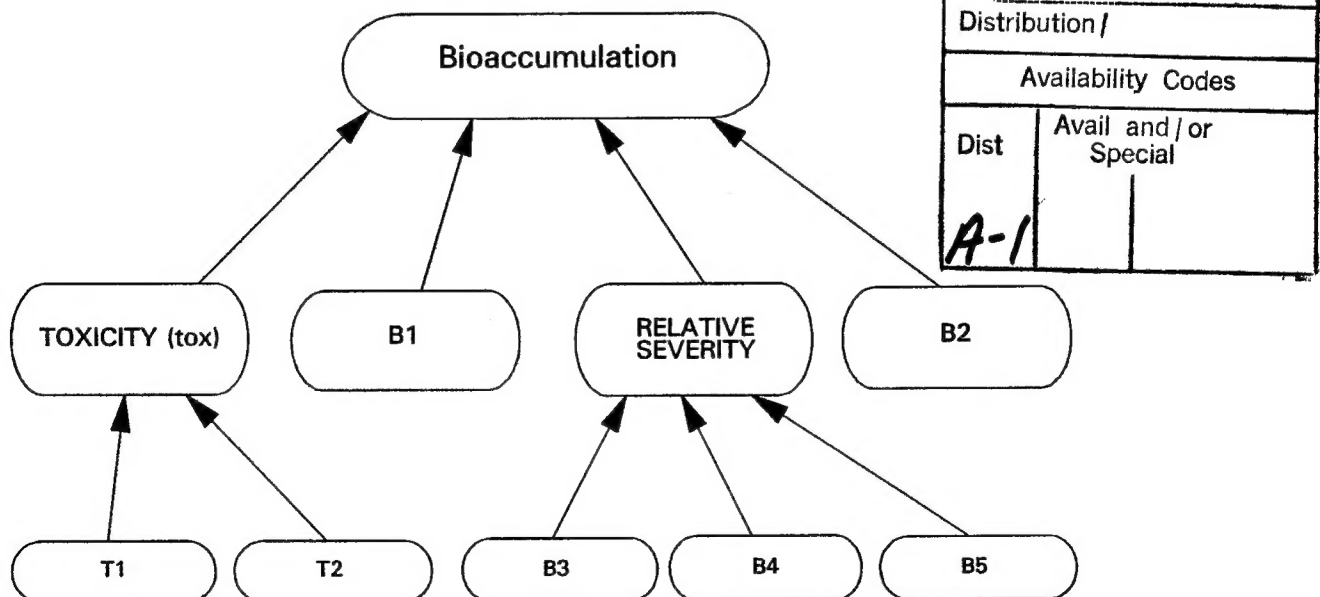 Bioaccumulation
Distribution/
Availability Codes
Dist
Avail and/or
Special
A-1
TOXICITY (tox)
B1
RELATIVE
SEVERITY
B2
T1
T2
B3
B4
B5